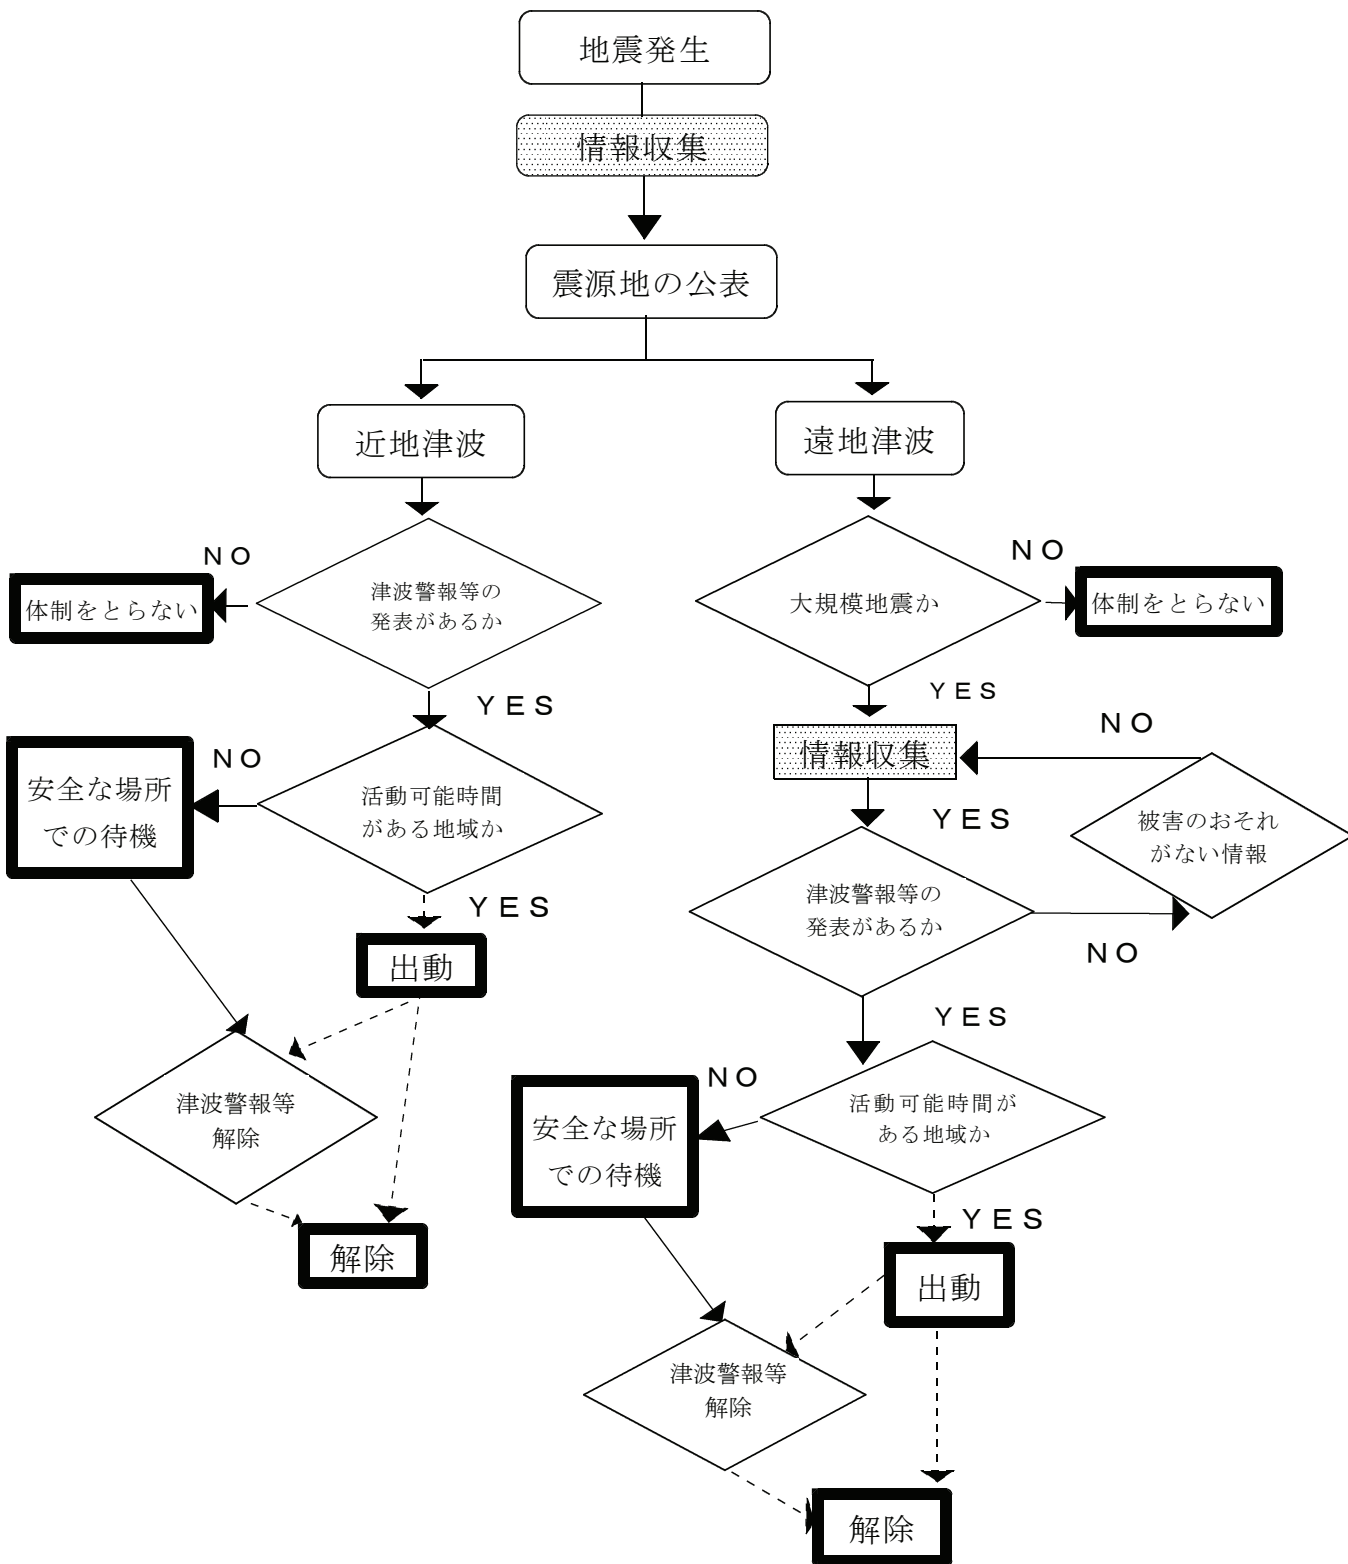 地震発生
情報収集
震源地の公表
近地津波
遠地津波
ＮＯ
津波警報等の
発表があるか
体制をとらない
ＮＯ
大規模地震か
体制をとらない
ＹＥＳ
ＹＥＳ
ＮＯ
活動可能時間
がある地域か
安全な場所
での待機
情報収集
ＮＯ
被害のおそれ
がない情報
ＹＥＳ
ＹＥＳ
出動
津波警報等の
発表があるか
ＮＯ
津波警報等
解除
解除
ＹＥＳ
ＮＯ
活動可能時間が
ある地域か
安全な場所
での待機
ＹＥＳ
出動
津波警報等
解除
解除